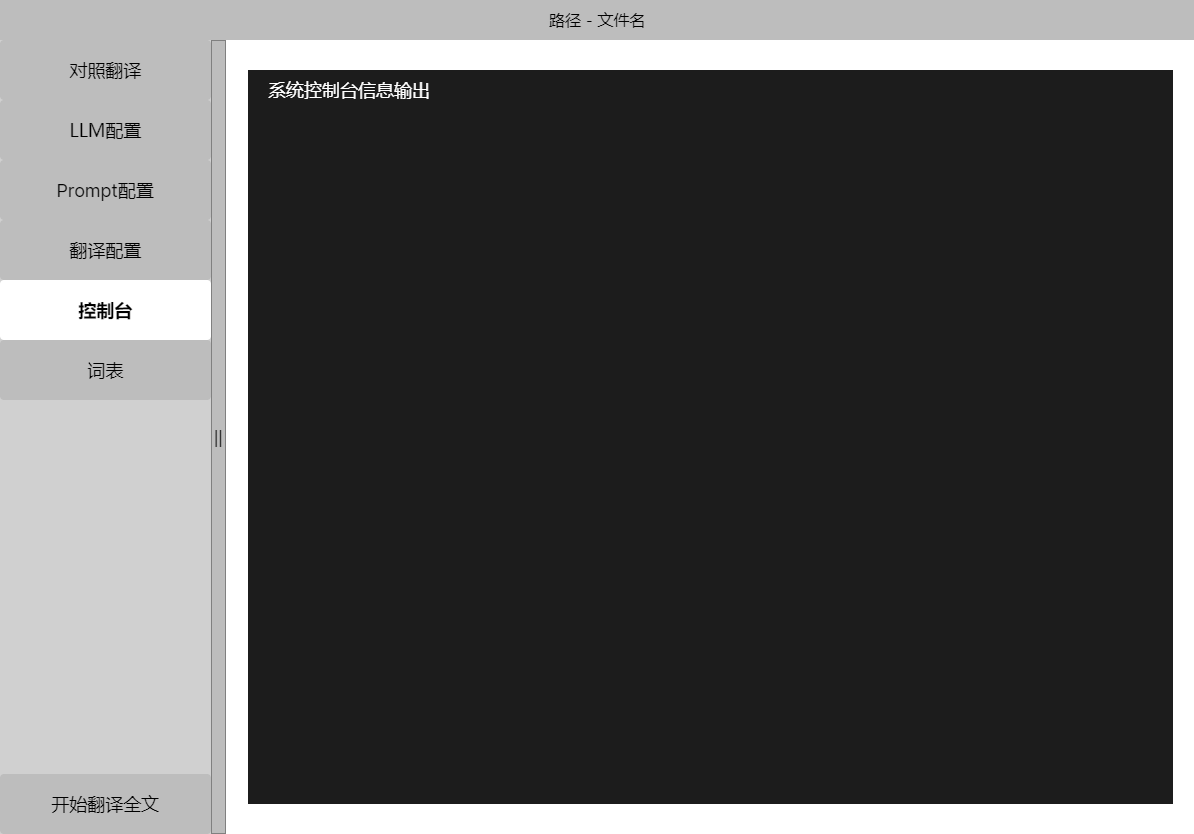 路径 - 文件名
对照翻译
LLM配置
Prompt配置
翻译配置
控制台
词表
开始翻译全文
||
系统控制台信息输出